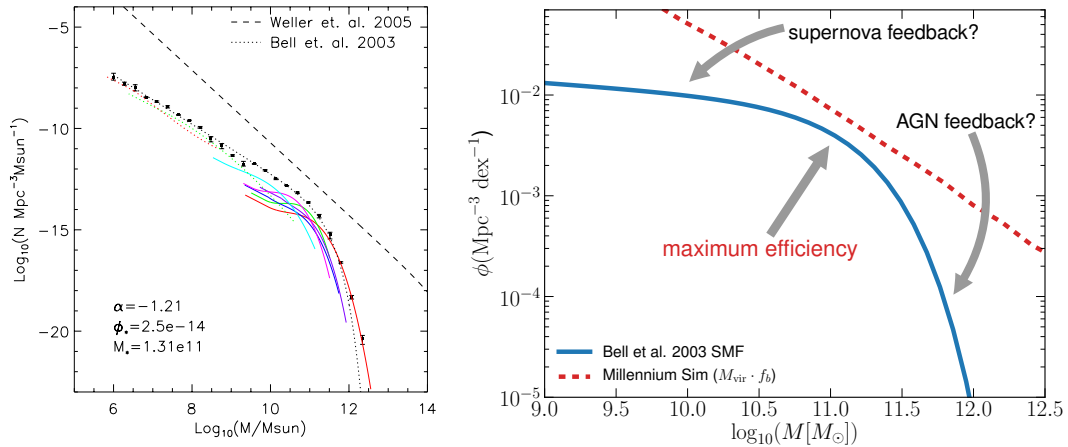 Weller et. al. 2005
Bell et. al. 2003
Log₁₀(N Mpc⁻³Msun⁻¹)
-5
-10
-15
-20
α=-1.21
ϕ⋆=2.5e-14
M⋆=1.31e11
6 8 10 12 14
Log₁₀(M/Msun)
supernova feedback?
AGN feedback?
maximum efficiency
ϕ(Mpc⁻³ dex⁻¹)
10⁻²
10⁻³
10⁻⁴
10⁻⁵
Bell et al. 2003 SMF
Millennium Sim (M_vir · f_b)
9.0 9.5 10.0 10.5 11.0 11.5 12.0 12.5
log₁₀(M[M⊙])